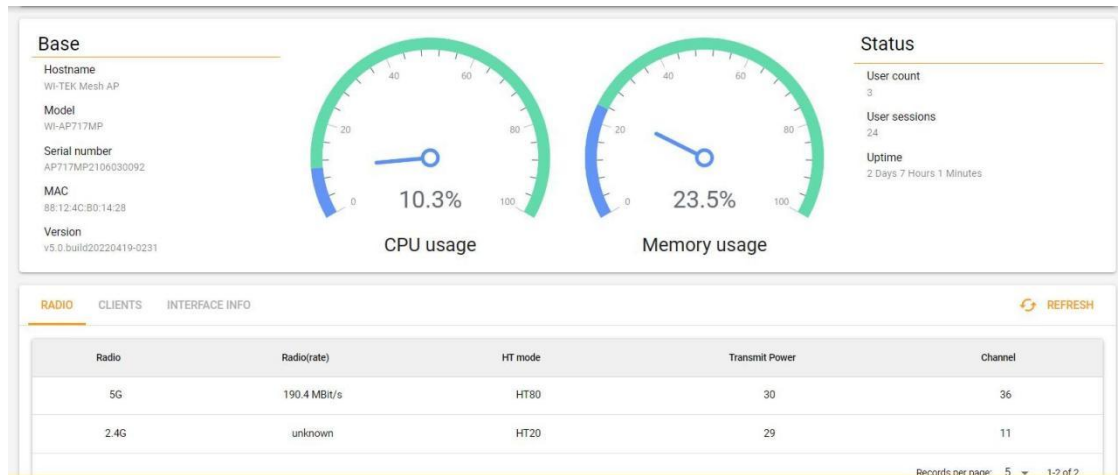 Base
Hostname
WI-TEK Mesh AP
Model
WI-AP717MP
Serial number
AP717MP2106030092
MAC
88:12:4C:B0:14:28
Version
v5.0.build20220419-0231
0
20
40
60
80
100
10.3%
CPU usage
0
20
40
60
80
100
23.5%
Memory usage
Status
User count
3
User sessions
24
Uptime
2 Days 7 Hours 1 Minutes
RADIO CLIENTS INTERFACE INFO REFRESH
Radio Radio(rate) HT mode Transmit Power Channel
5G 190.4 MBit/s HT80 30 36
2.4G unknown HT20 29 11
Records per page: 5 1-2 of 2